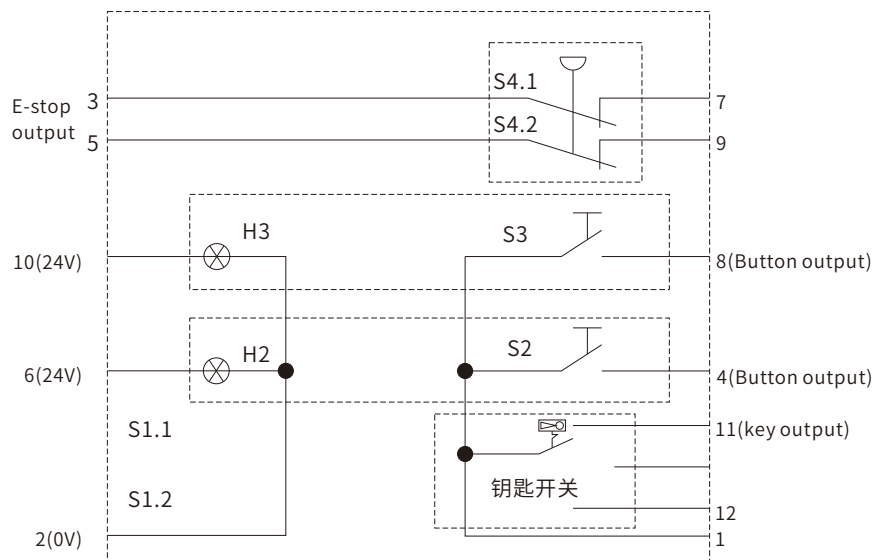 S4.1
E-stop
output
3
7
S4.2
5
9
H3
S3
10(24V)
8(Button output)
H2
S2
6(24V)
4(Button output)
S1.1
11(key output)
钥匙开关
S1.2
12
2(0V)
1